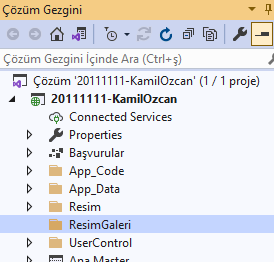 Çözüm Gezgini
Çözüm Gezgini İçinde Ara (Ctrl+ş)
Çözüm '20111111-KamilOzcan' (1 / 1 proje)
20111111-KamilOzcan
Connected Services
Properties
Başvurular
App_Code
App_Data
Resim
ResimGaleri
UserControl
Ana.Master